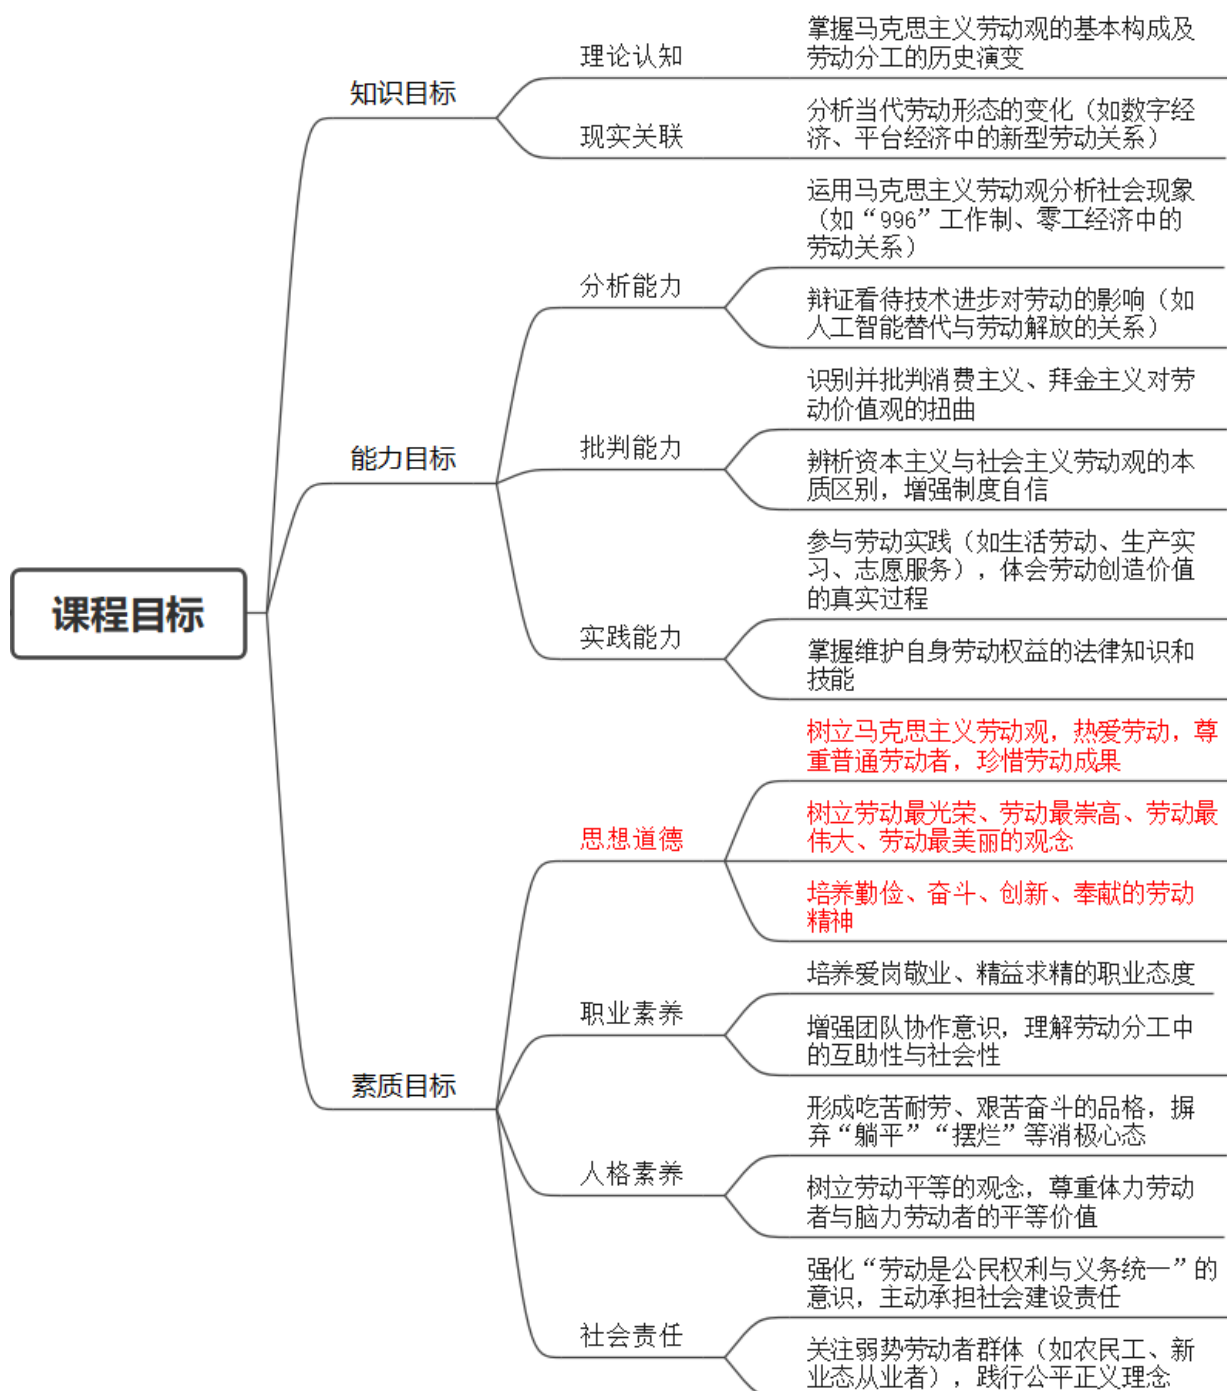 课程目标
知识目标
理论认知
掌握马克思主义劳动观的基本构成及
劳动分工的历史演变
现实关联
分析当代劳动形态的变化（如数字经
济、平台经济中的新型劳动关系）
能力目标
分析能力
运用马克思主义劳动观分析社会现象
（如“996”工作制、零工经济中的
劳动关系）
辩证看待技术进步对劳动的影响（如
人工智能替代与劳动解放的关系）
批判能力
识别并批判消费主义、拜金主义对劳
动价值观的扭曲
辨析资本主义与社会主义劳动观的本
质区别，增强制度自信
实践能力
参与劳动实践（如生活劳动、生产实
习、志愿服务），体会劳动创造价值
的真实过程
掌握维护自身劳动权益的法律知识和
技能
素质目标
思想道德
树立马克思主义劳动观，热爱劳动，尊
重普通劳动者，珍惜劳动成果
树立劳动最光荣、劳动最崇高、劳动最
伟大、劳动最美丽的观念
培养勤俭、奋斗、创新、奉献的劳动
精神
职业素养
培养爱岗敬业、精益求精的职业态度
增强团队协作意识，理解劳动分工中
的互助性与社会性
人格素养
形成吃苦耐劳、艰苦奋斗的品格，摒
弃“躺平”“摆烂”等消极心态
树立劳动平等的观念，尊重体力劳动
者与脑力劳动者的平等价值
社会责任
强化“劳动是公民权利与义务统一”的
意识，主动承担社会建设责任
关注弱势劳动者群体（如农民工、新
业态从业者），践行公平正义理念